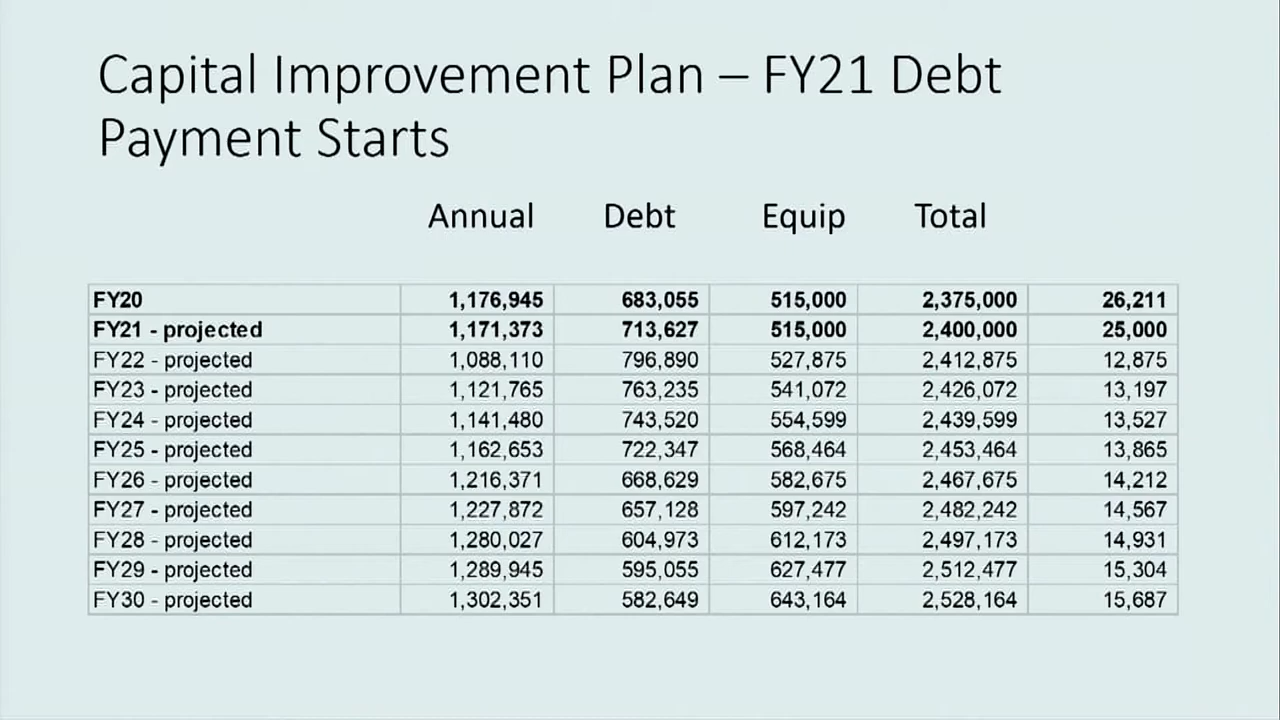 Capital Improvement Plan – FY21 Debt
Payment Starts
Annual Debt Equip Total
FY20 1,176,945 683,055 515,000 2,375,000 26,211
FY21 - projected 1,171,373 713,627 515,000 2,400,000 25,000
FY22 - projected 1,088,110 796,890 527,875 2,412,875 12,875
FY23 - projected 1,121,765 763,235 541,072 2,426,072 13,197
FY24 - projected 1,141,480 743,520 554,599 2,439,599 13,527
FY25 - projected 1,162,653 722,347 568,464 2,453,464 13,865
FY26 - projected 1,216,371 668,629 582,675 2,467,675 14,212
FY27 - projected 1,227,872 657,128 597,242 2,482,242 14,567
FY28 - projected 1,280,027 604,973 612,173 2,497,173 14,931
FY29 - projected 1,289,945 595,055 627,477 2,512,477 15,304
FY30 - projected 1,302,351 582,649 643,164 2,528,164 15,687